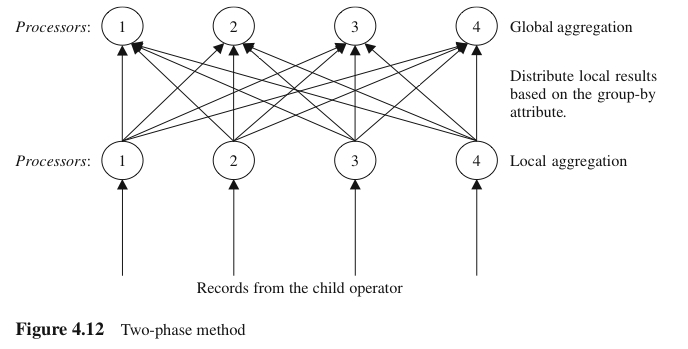 Processors: 1 2 3 4 Global aggregation
Distribute local results
based on the group-by
attribute.
Processors: 1 2 3 4 Local aggregation
Records from the child operator
Figure 4.12 Two-phase method